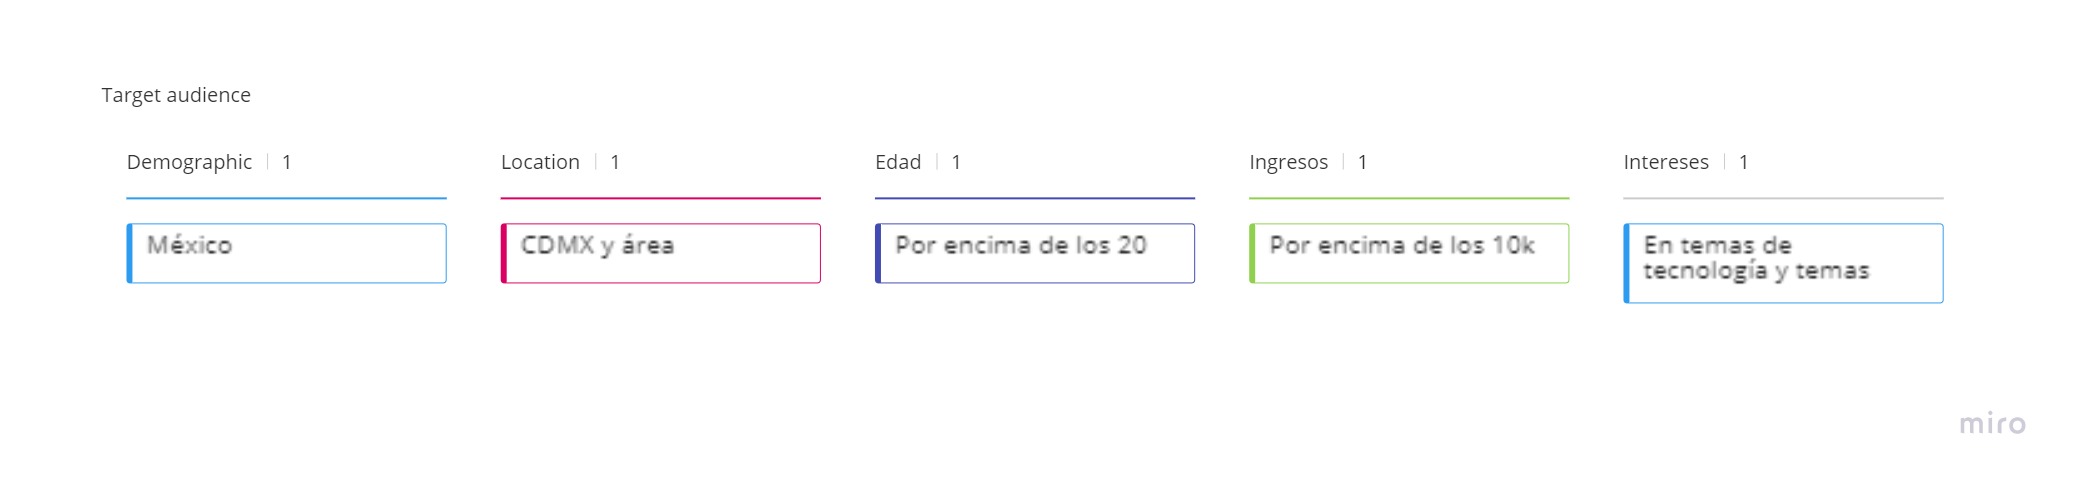 Target audience
Demographic 1
Location 1
Edad 1
Ingresos 1
Intereses 1
México
CDMX y área
Por encima de los 20
Por encima de los 10k
En temas de
tecnología y temas
miro